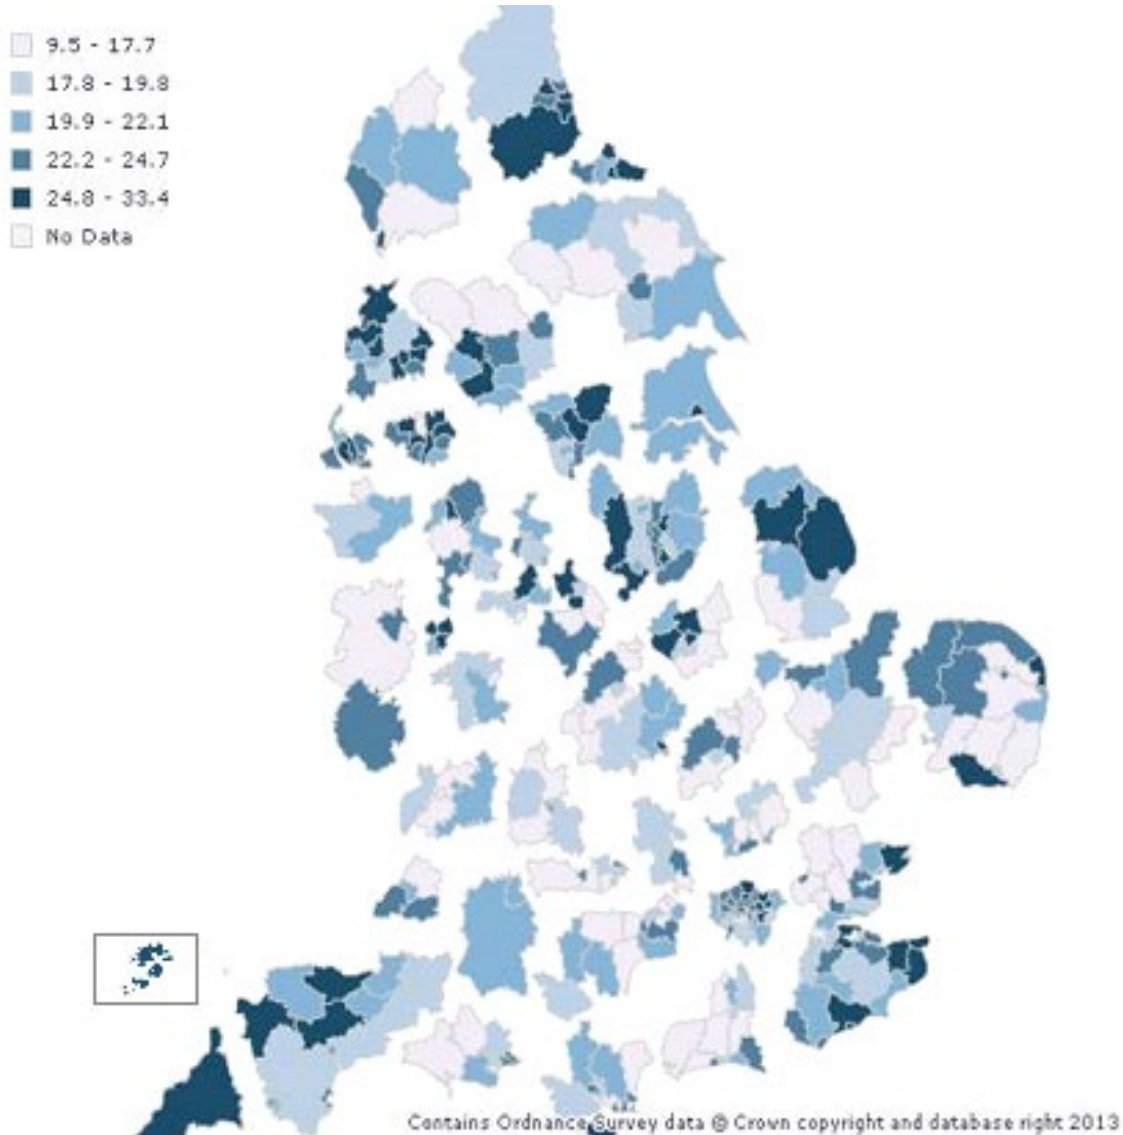 9.5 - 17.7
17.8 - 19.8
19.9 - 22.1
22.2 - 24.7
24.8 - 33.4
No Data
Contains Ordnance Survey data @ Crown copyright and database right 2013